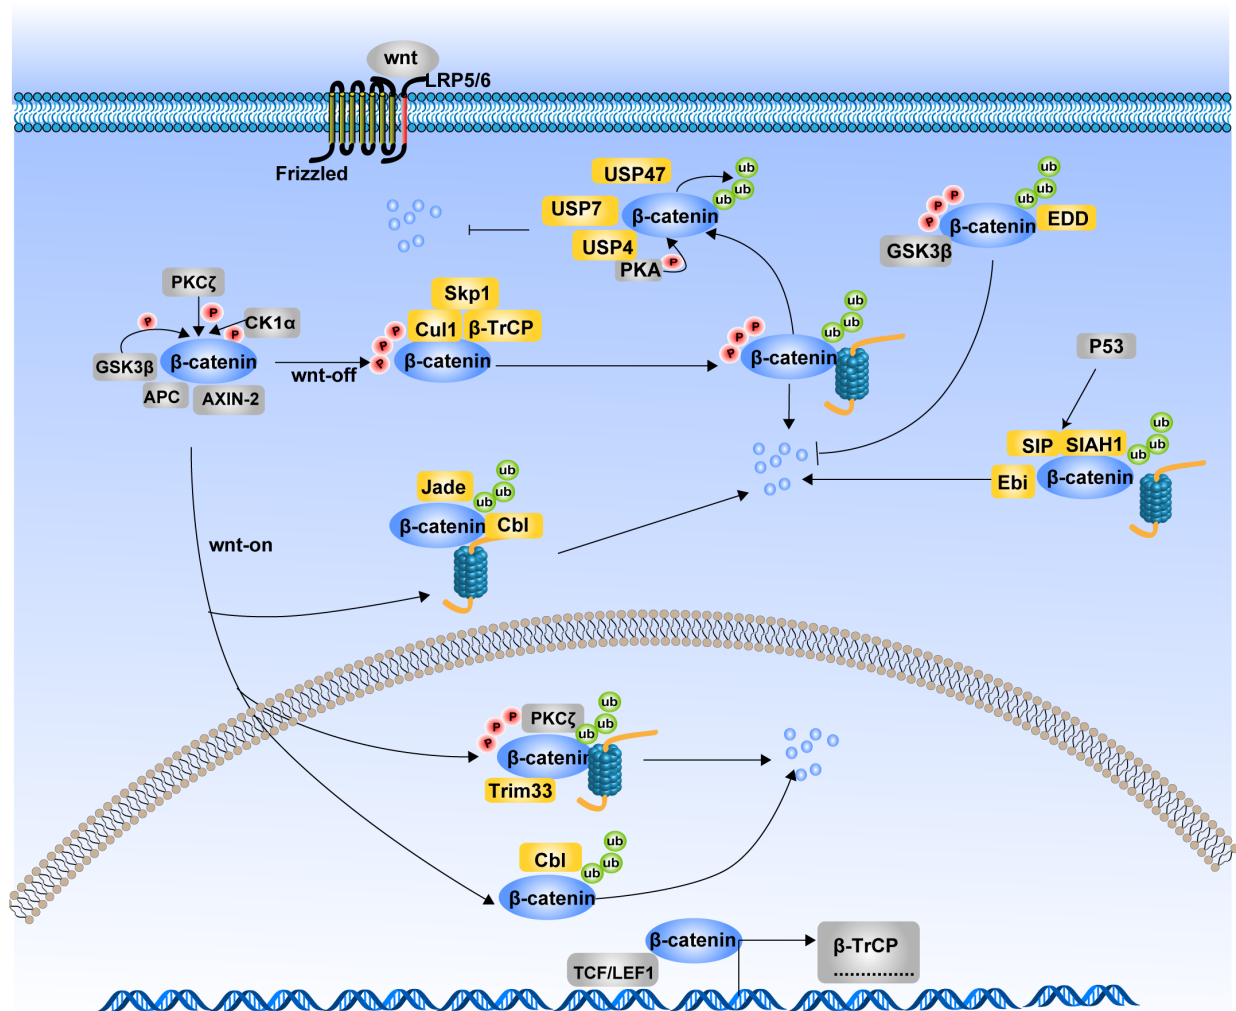 wnt
LRP5/6
Frizzled
USP47
ub
ub
ub
USP7
β-catenin
USP4
PKA
P
ub
ub
ub
P
P
P
β-catenin
EDD
GSK3β
PKCζ
P
P
CK1α
P
GSK3β
β-catenin
APC
AXIN-2
wnt-off
Skp1
Cul1
β-TrCP
P
P
P
β-catenin
ub
ub
ub
P
P
P
β-catenin
P53
ub
ub
ub
SIP
SIAH1
Ebi
β-catenin
wnt-on
Jade
ub
ub
ub
β-catenin
Cbl
P
P
P
PKCζ
ub
ub
ub
β-catenin
Trim33
Cbl
ub
ub
ub
β-catenin
β-catenin
TCF/LEF1
β-TrCP
................